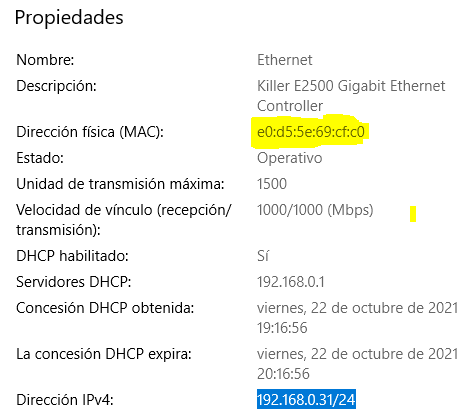 Propiedades
Nombre: Ethernet
Descripción: Killer E2500 Gigabit Ethernet
Controller
Dirección física (MAC): e0:d5:5e:69:cf:c0
Estado: Operativo
Unidad de transmisión máxima: 1500
Velocidad de vínculo (recepción/ 1000/1000 (Mbps)
transmisión):
DHCP habilitado: Sí
Servidores DHCP: 192.168.0.1
Concesión DHCP obtenida: viernes, 22 de octubre de 2021
19:16:56
La concesión DHCP expira: viernes, 22 de octubre de 2021
20:16:56
Dirección IPv4: 192.168.0.31/24